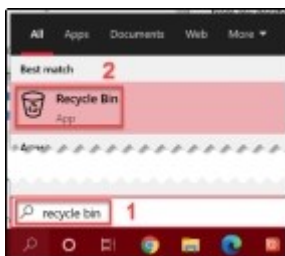 All Apps Documents Web More
Best match 2
Recycle Bin
App
recycle bin 1